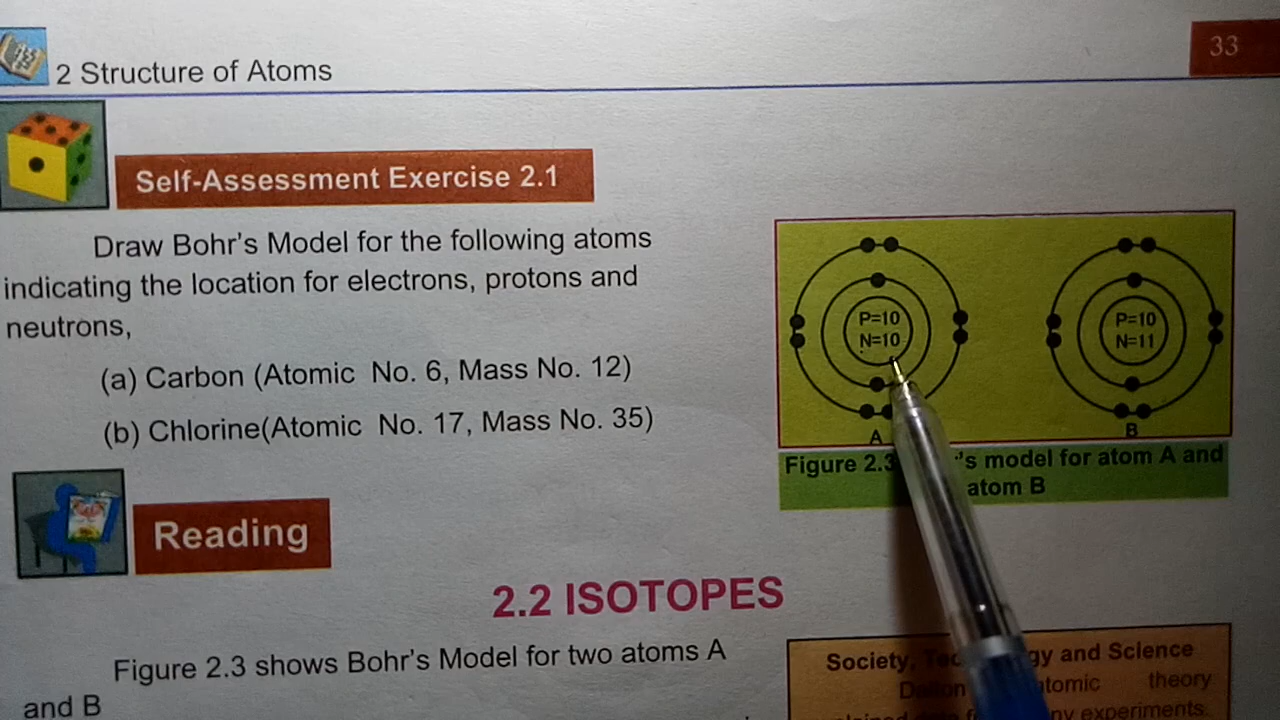 2 Structure of Atoms
33
Self-Assessment Exercise 2.1
Draw Bohr's Model for the following atoms
indicating the location for electrons, protons and
neutrons,
(a) Carbon (Atomic No. 6, Mass No. 12)
(b) Chlorine(Atomic No. 17, Mass No. 35)
P=10
N=10
A
P=10
N=11
B
Figure 2.3 's model for atom A and
atom B
Reading
2.2 ISOTOPES
Figure 2.3 shows Bohr's Model for two atoms A
and B
Society, and Science
atomic theory
experiments